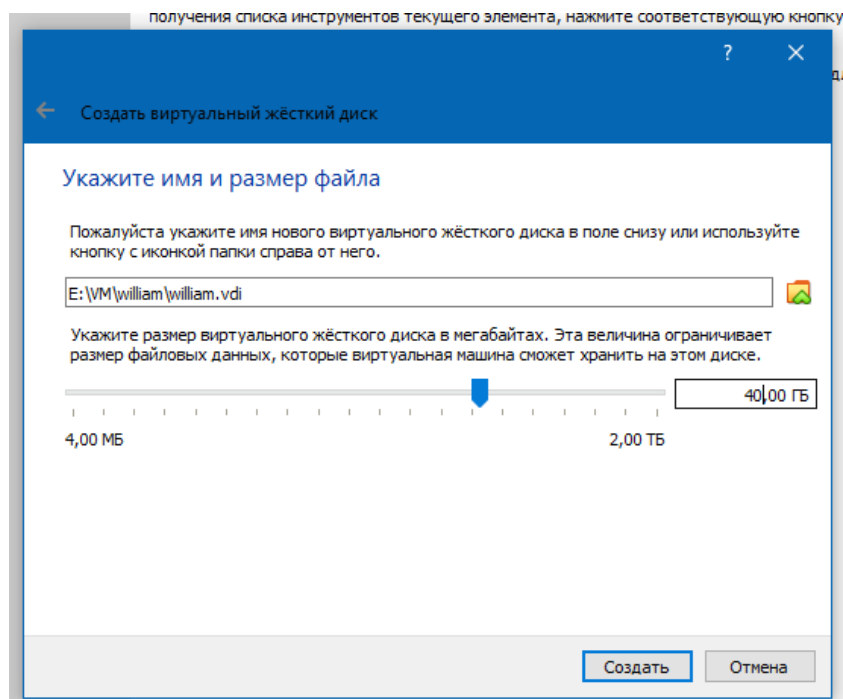 получения списка инструментов текущего элемента, нажмите соответствующую кнопку
?
Создать виртуальный жёсткий диск
Укажите имя и размер файла
Пожалуйста укажите имя нового виртуального жёсткого диска в поле снизу или используйте
кнопку с иконкой папки справа от него.
E:\VM\william\william.vdi
Укажите размер виртуального жёсткого диска в мегабайтах. Эта величина ограничивает
размер файловых данных, которые виртуальная машина сможет хранить на этом диске.
40,00 ГБ
4,00 МБ 2,00 ТБ
Создать Отмена